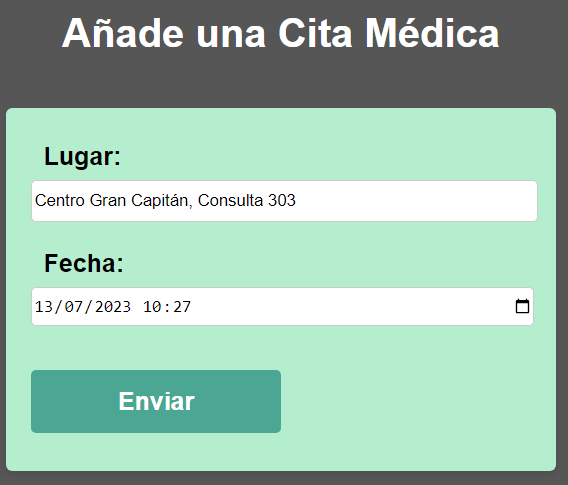 Añade una Cita Médica
Lugar:
Centro Gran Capitán, Consulta 303
Fecha:
13/07/2023 10:27
Enviar